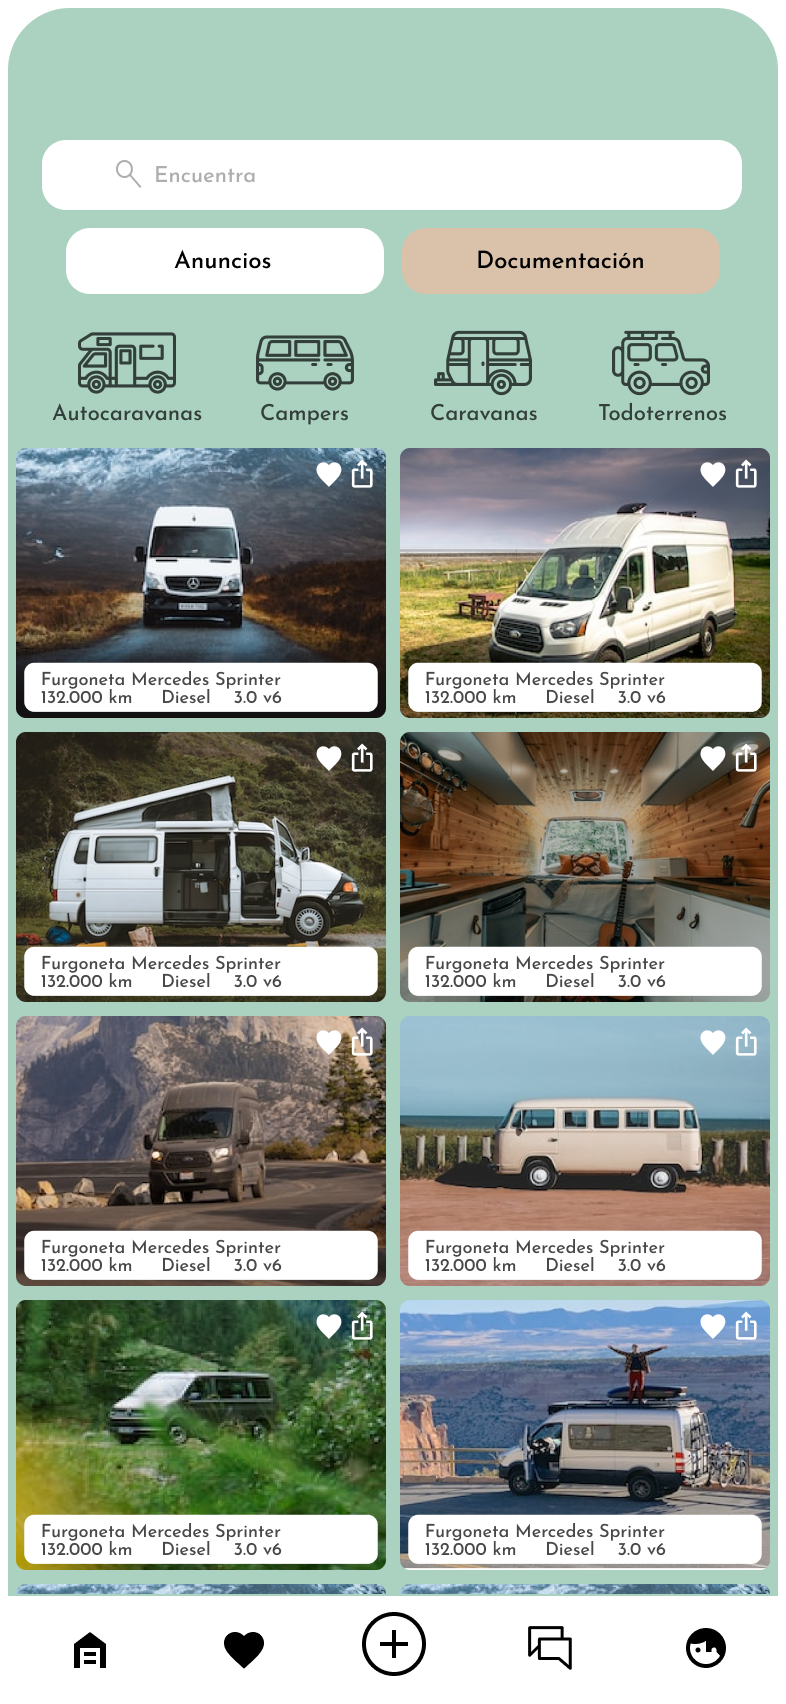 Encuentra
Anuncios
Documentación
Autocaravanas
Campers
Caravanas
Todoterrenos
Furgoneta Mercedes Sprinter
132.000 km Diesel 3.0 v6
Furgoneta Mercedes Sprinter
132.000 km Diesel 3.0 v6
Furgoneta Mercedes Sprinter
132.000 km Diesel 3.0 v6
Furgoneta Mercedes Sprinter
132.000 km Diesel 3.0 v6
Furgoneta Mercedes Sprinter
132.000 km Diesel 3.0 v6
Furgoneta Mercedes Sprinter
132.000 km Diesel 3.0 v6
Furgoneta Mercedes Sprinter
132.000 km Diesel 3.0 v6
Furgoneta Mercedes Sprinter
132.000 km Diesel 3.0 v6